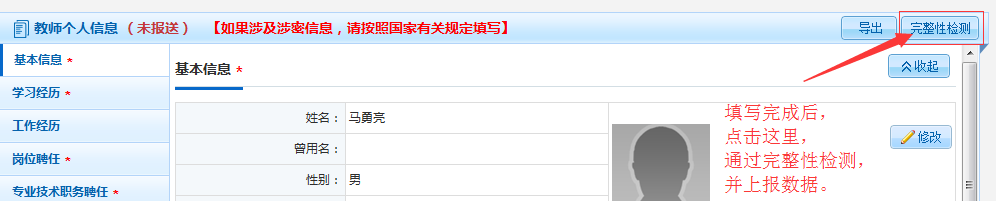 教师个人信息（未报送） 【如果涉及涉密信息，请按照国家有关规定填写】 导出 完整性检测
基本信息 *
学习经历 *
工作经历
岗位聘任 *
专业技术职务聘任 *
基本信息 *
收起
姓名： 马勇亮
曾用名：
性别： 男
填写完成后，
点击这里，
通过完整性检测，
并上报数据。
修改